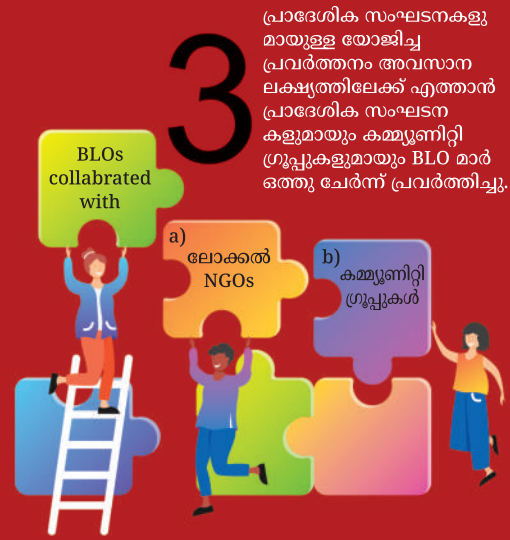 3
പ്രാദേശിക സംഘടനകളു
മായുള്ള യോജിച്ച
പ്രവർത്തനം അവസാന
ലക്ഷ്യത്തിലേക്ക് എത്താൻ
പ്രാദേശിക സംഘടന
കളുമായും കമ്മ്യൂണിറ്റി
ഗ്രൂപ്പുകളുമായും BLO മാർ
ഒത്തു ചേർന്ന് പ്രവർത്തിച്ചു.
BLOs
collabrated
with
a)
ലോക്കൽ
NGOs
b)
കമ്മ്യൂണിറ്റി
ഗ്രൂപ്പുകൾ